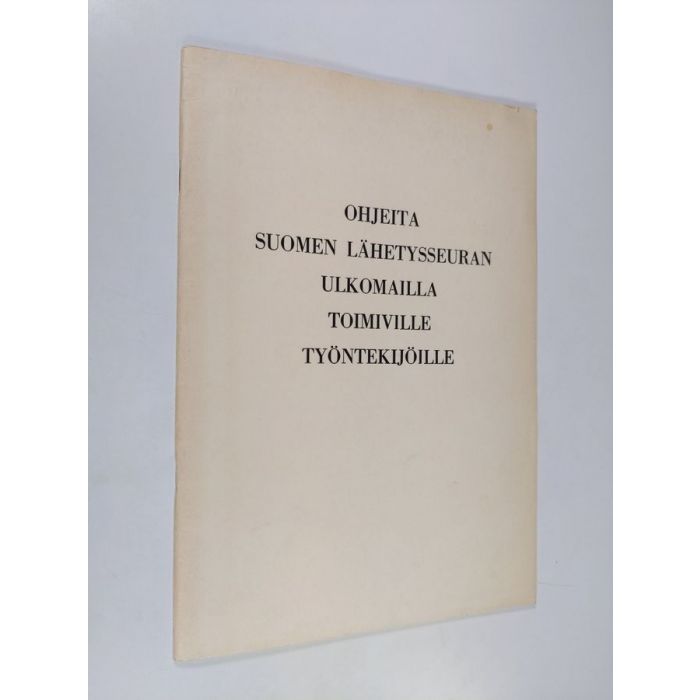 OHJEITA
SUOMEN LÄHETYSSEURAN
ULKOMAILLA
TOIMIVILLE
TYÖNTEKIJÖILLE